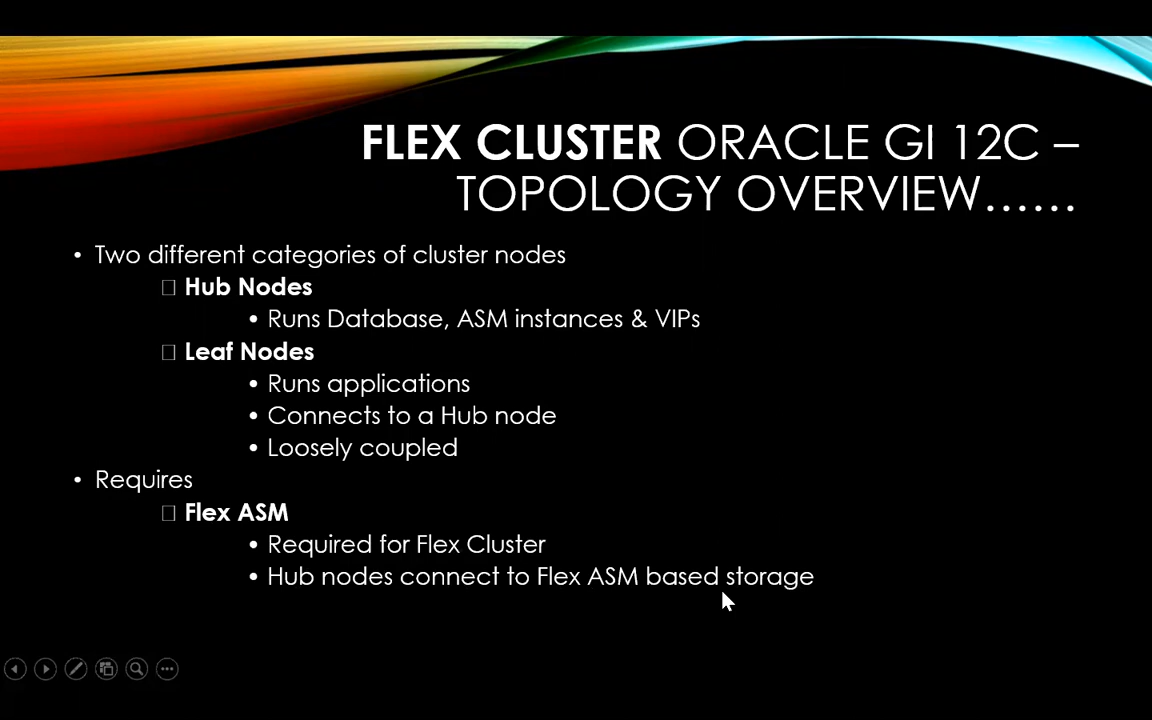 FLEX CLUSTER ORACLE GI 12C –
TOPOLOGY OVERVIEW……
• Two different categories of cluster nodes
Hub Nodes
• Runs Database, ASM instances & VIPs
Leaf Nodes
• Runs applications
• Connects to a Hub node
• Loosely coupled
• Requires
Flex ASM
• Required for Flex Cluster
• Hub nodes connect to Flex ASM based storage